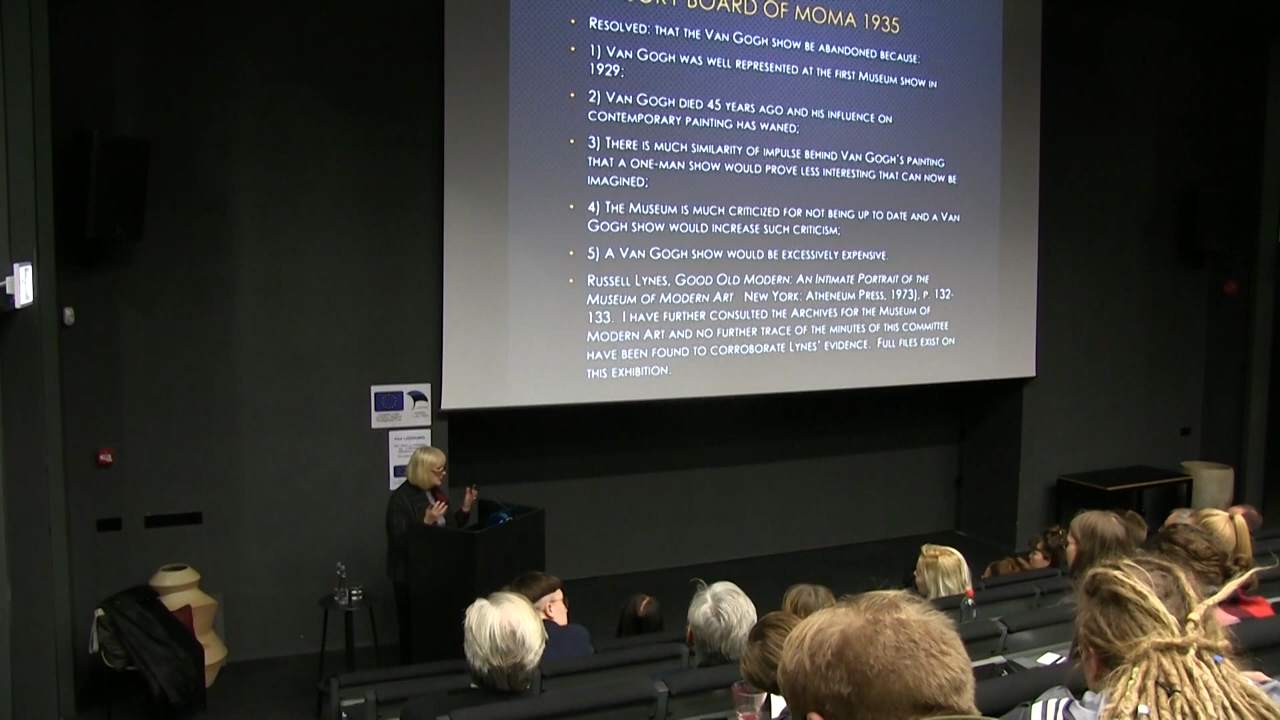 BOARD OF MOMA 1935
RESOLVED: THAT THE VAN GOGH SHOW BE ABANDONED BECAUSE:
1) VAN GOGH WAS WELL REPRESENTED AT THE FIRST MUSEUM SHOW IN
1929;
2) VAN GOGH DIED 45 YEARS AGO AND HIS INFLUENCE ON
CONTEMPORARY PAINTING HAS WANED;
3) THERE IS MUCH SIMILARITY OF IMPULSE BEHIND VAN GOGH'S PAINTING
THAT A ONE-MAN SHOW WOULD PROVE LESS INTERESTING THAT CAN NOW BE
IMAGINED;
4) THE MUSEUM IS MUCH CRITICIZED FOR NOT BEING UP TO DATE AND A VAN
GOGH SHOW WOULD INCREASE SUCH CRITICISM;
5) A VAN GOGH SHOW WOULD BE EXCESSIVELY EXPENSIVE.
RUSSELL LYNES, GOOD OLD MODERN: AN INTIMATE PORTRAIT OF THE
MUSEUM OF MODERN ART NEW YORK: ATHENEUM PRESS, 1973), P. 132-
133. I HAVE FURTHER CONSULTED THE ARCHIVES FOR THE MUSEUM OF
MODERN ART AND NO FURTHER TRACE OF THE MINUTES OF THIS COMMITTEE
HAVE BEEN FOUND TO CORROBORATE LYNES' EVIDENCE. FULL FILES EXIST ON
THIS EXHIBITION.